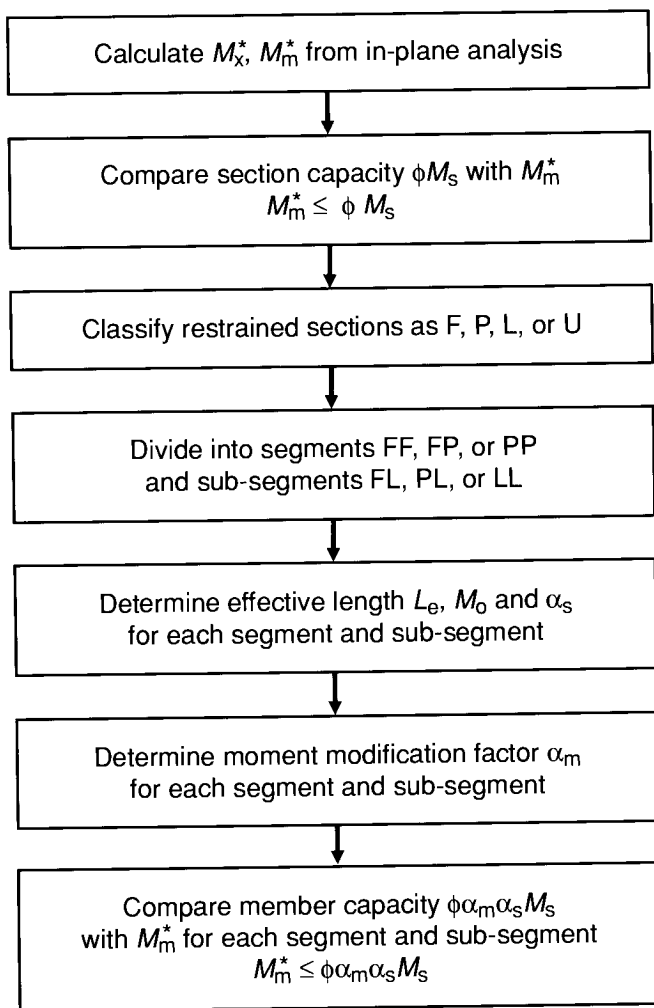 Calculate M*x, M*m from in-plane analysis
Compare section capacity ϕMs with M*m
M*m ≤ ϕ Ms
Classify restrained sections as F, P, L, or U
Divide into segments FF, FP, or PP
and sub-segments FL, PL, or LL
Determine effective length Le, Mo and αs
for each segment and sub-segment
Determine moment modification factor αm
for each segment and sub-segment
Compare member capacity ϕαmαsMs
with M*m for each segment and sub-segment
M*m ≤ ϕαmαsMs